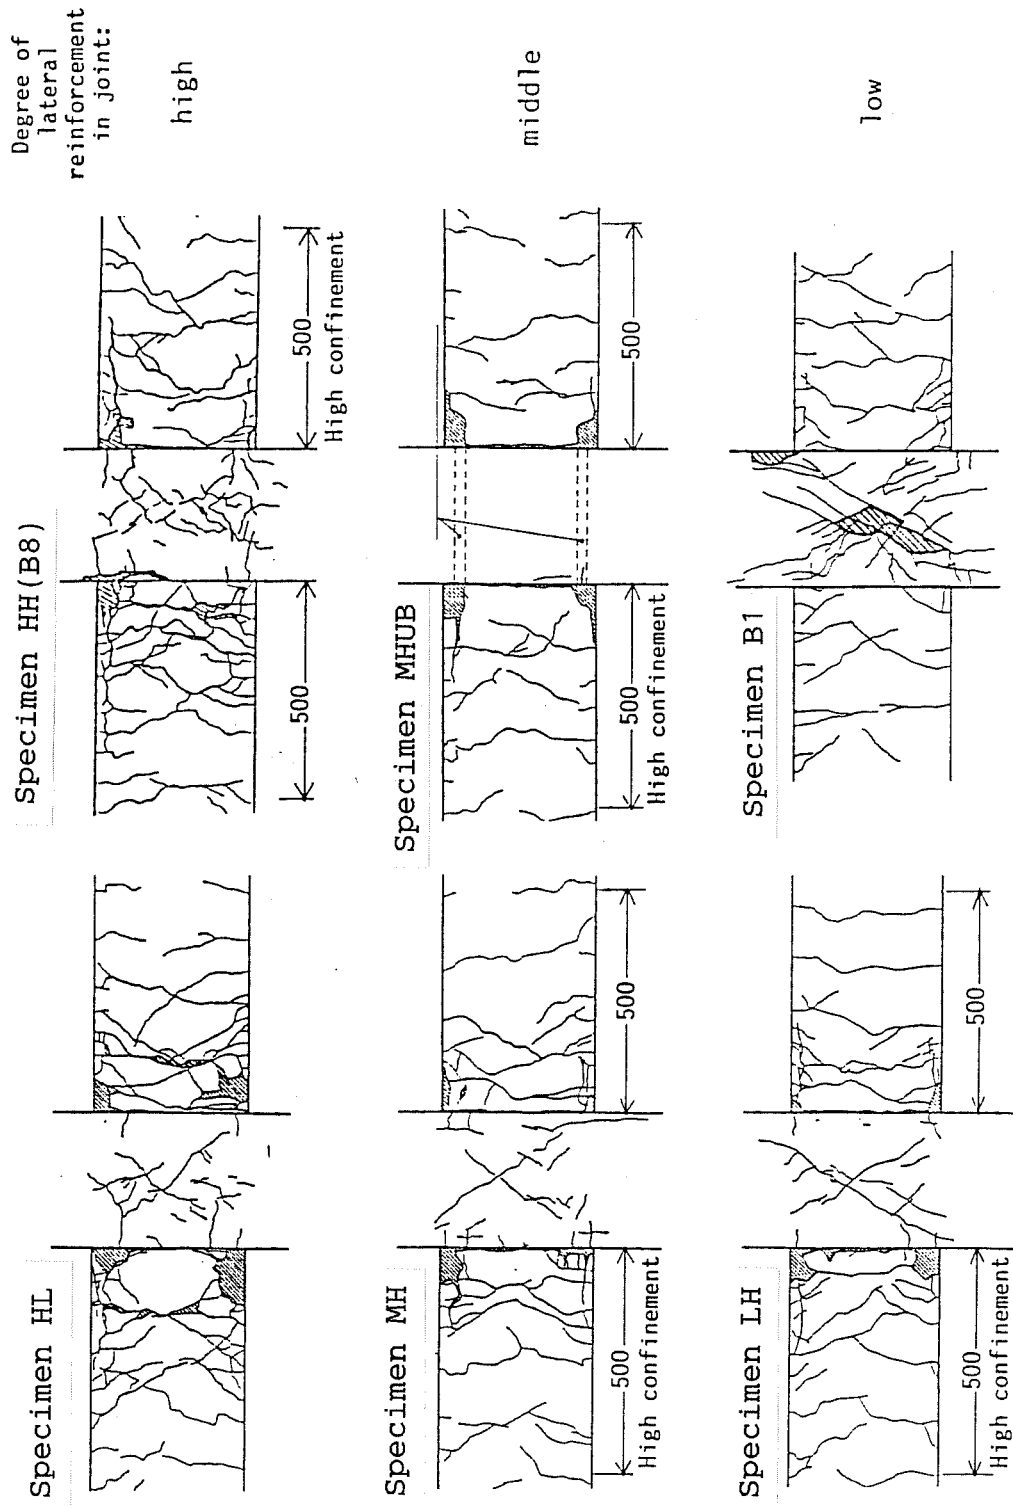 Degree of
lateral
reinforcement
in joint:
high
middle
low
Specimen HL
Specimen HH(B8)
500
500
High confinement
Specimen MH
500
High confinement
500
Specimen MHUB
500
High confinement
500
Specimen LH
500
High confinement
500
Specimen B1